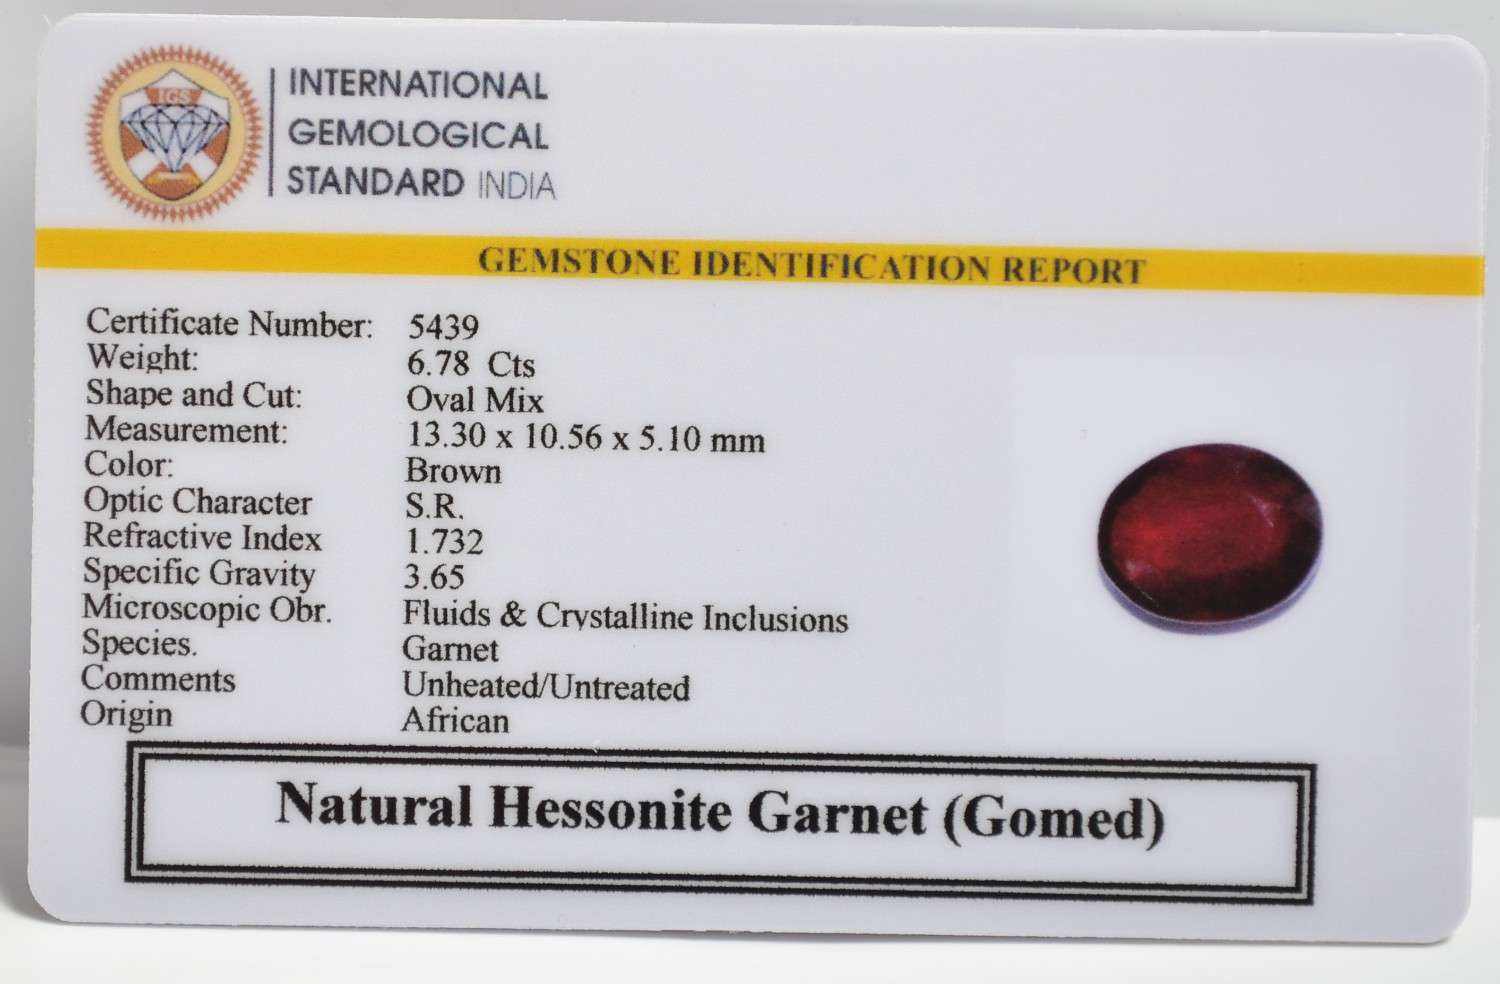 IGS
INTERNATIONAL
GEMOLOGICAL
STANDARD INDIA
GEMSTONE IDENTIFICATION REPORT
Certificate Number: 5439
Weight: 6.78 Cts
Shape and Cut: Oval Mix
Measurement: 13.30 x 10.56 x 5.10 mm
Color: Brown
Optic Character S.R.
Refractive Index 1.732
Specific Gravity 3.65
Microscopic Obr. Fluids & Crystalline Inclusions
Species. Garnet
Comments Unheated/Untreated
Origin African
Natural Hessonite Garnet (Gomed)